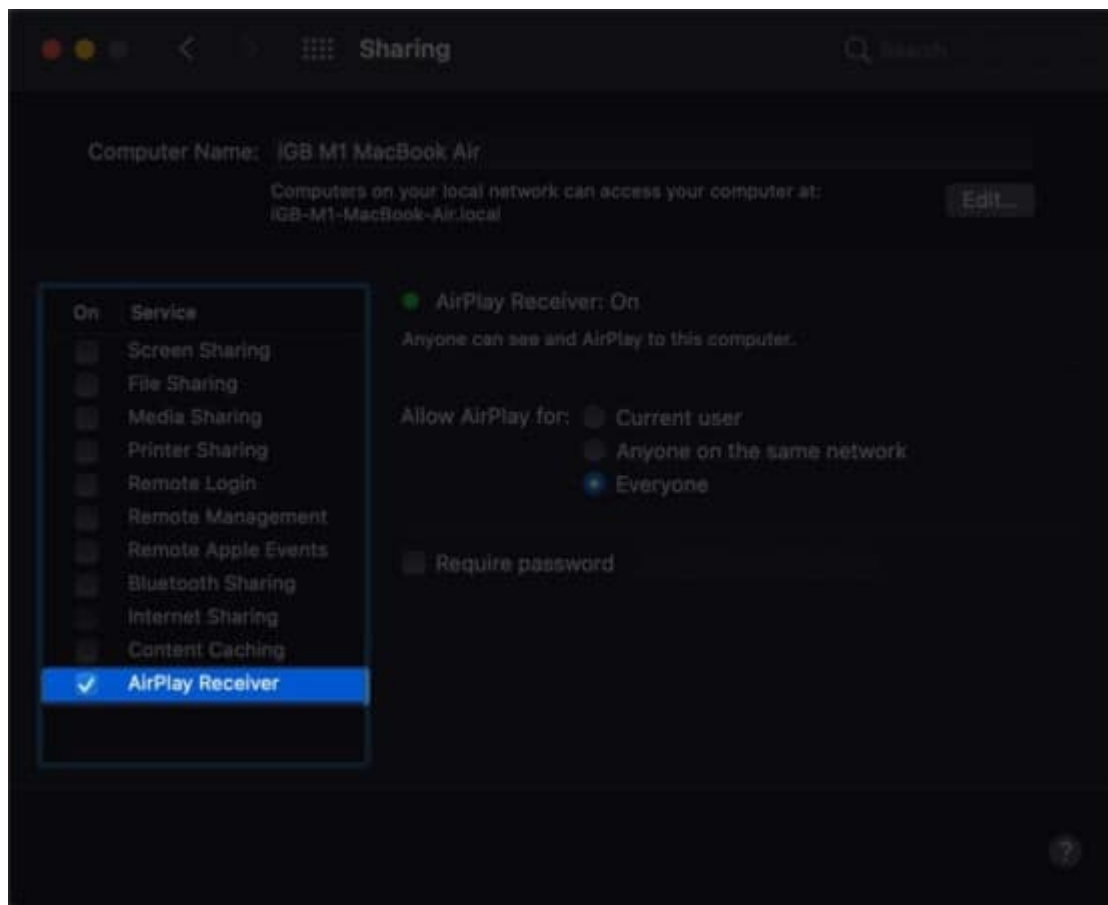 Sharing
Search
Computer Name: iGB M1 MacBook Air
Computers on your local network can access your computer at:
iGB-M1-MacBook-Air.local
Edit...
On Service
Screen Sharing
File Sharing
Media Sharing
Printer Sharing
Remote Login
Remote Management
Remote Apple Events
Bluetooth Sharing
Internet Sharing
Content Caching
AirPlay Receiver
AirPlay Receiver: On
Anyone can see and AirPlay to this computer.
Allow AirPlay for: Current user
Anyone on the same network
Everyone
Require password
?